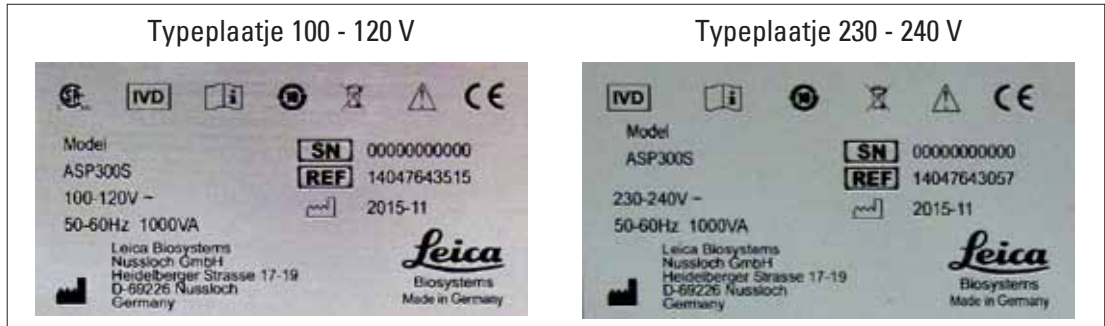 Typeplaatje 100 - 120 V
IVD
CE
Model
ASP300S
100-120V ~
50-60Hz 1000VA
SN 00000000000
REF 14047643515
2015-11
Leica Biosystems
Nussloch GmbH
Heidelberger Strasse 17-19
D-69226 Nussloch
Germany
Leica
Biosystems
Made in Germany
Typeplaatje 230 - 240 V
IVD
CE
Model
ASP300S
230-240V ~
50-60Hz 1000VA
SN 00000000000
REF 14047643057
2015-11
Leica Biosystems
Nussloch GmbH
Heidelberger Strasse 17-19
D-69226 Nussloch
Germany
Leica
Biosystems
Made in Germany